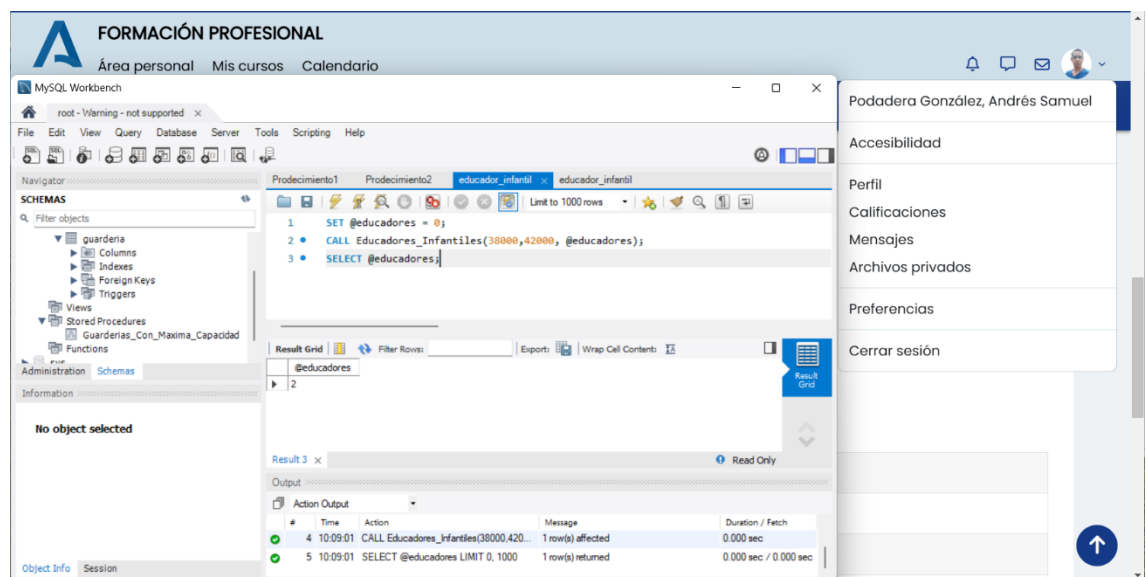 FORMACIÓN PROFESIONAL
Área personal Mis cursos Calendario
MySQL Workbench
root - Warning - not supported
File Edit View Query Database Server Tools Scripting Help
Navigator
SCHEMAS
Filter objects
guarderia
Columns
Indexes
Foreign Keys
Triggers
Views
Stored Procedures
Guarderias_Con_Maxima_Capacidad
Functions
sys
Administration Schemas
Information
No object selected
Object Info Session
Prodecimiento1 Prodecimiento2 educador_infantil educador_infantil
Limit to 1000 rows
1 SET @educadores = 0;
2 CALL Educadores_Infantiles(38000,42000, @educadores);
3 SELECT @educadores;
Result Grid Filter Rows: Export: Wrap Cell Content:
@educadores
2
Result Grid
Result 3 Read Only
Output
Action Output
# Time Action Message Duration / Fetch
4 10:09:01 CALL Educadores_Infantiles(38000,420... 1 row(s) affected 0.000 sec
5 10:09:01 SELECT @educadores LIMIT 0, 1000 1 row(s) returned 0.000 sec / 0.000 sec
Podadera González, Andrés Samuel
Accesibilidad
Perfil
Calificaciones
Mensajes
Archivos privados
Preferencias
Cerrar sesión